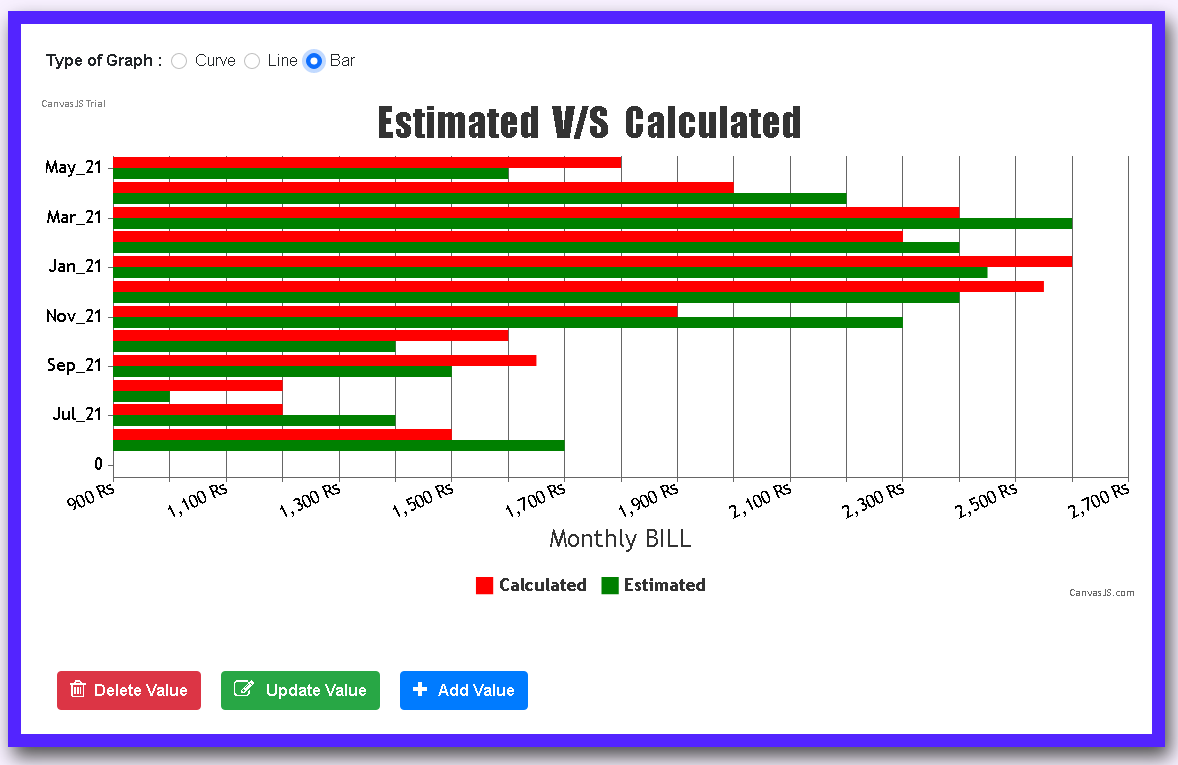 Type of Graph : Curve Line Bar
CanvasJS Trial
Estimated V/S Calculated
May_21
Mar_21
Jan_21
Nov_21
Sep_21
Jul_21
0
900 Rs 1,100 Rs 1,300 Rs 1,500 Rs 1,700 Rs 1,900 Rs 2,100 Rs 2,300 Rs 2,500 Rs 2,700 Rs
Monthly BILL
Calculated Estimated
CanvasJS.com
Delete Value Update Value Add Value